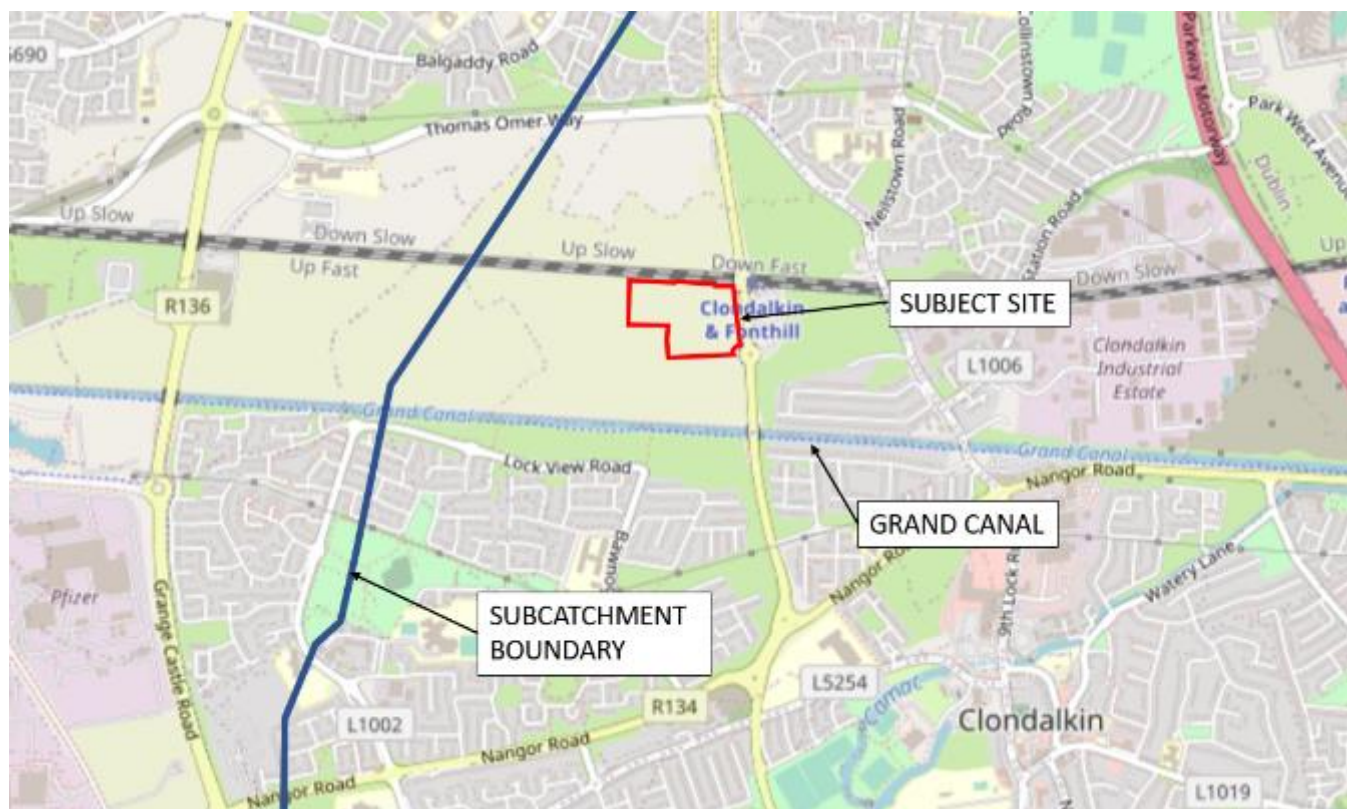 5690
Balgaddy Road
Collinstown Road
Parkway Motorway
Park West Avenue
Thomas Omer Way
Neilstown Road
Dublin
Up Slow
Down Slow
Up Fast
Up Slow
Down Fast
Station Road
Down Slow
R136
Clondalkin
& Fonthill
SUBJECT SITE
L1006
Clondalkin
Industrial
Estate
Grand Canal
Lock View Road
Grand Canal
Nangor Road
GRAND CANAL
Pfizer
Grange Castle Road
SUBCATCHMENT
BOUNDARY
Nangor Road
Watery Lane
L5254
Camac
R134
L1002
Clondalkin
Nangor Road
Nangor Road
L1019